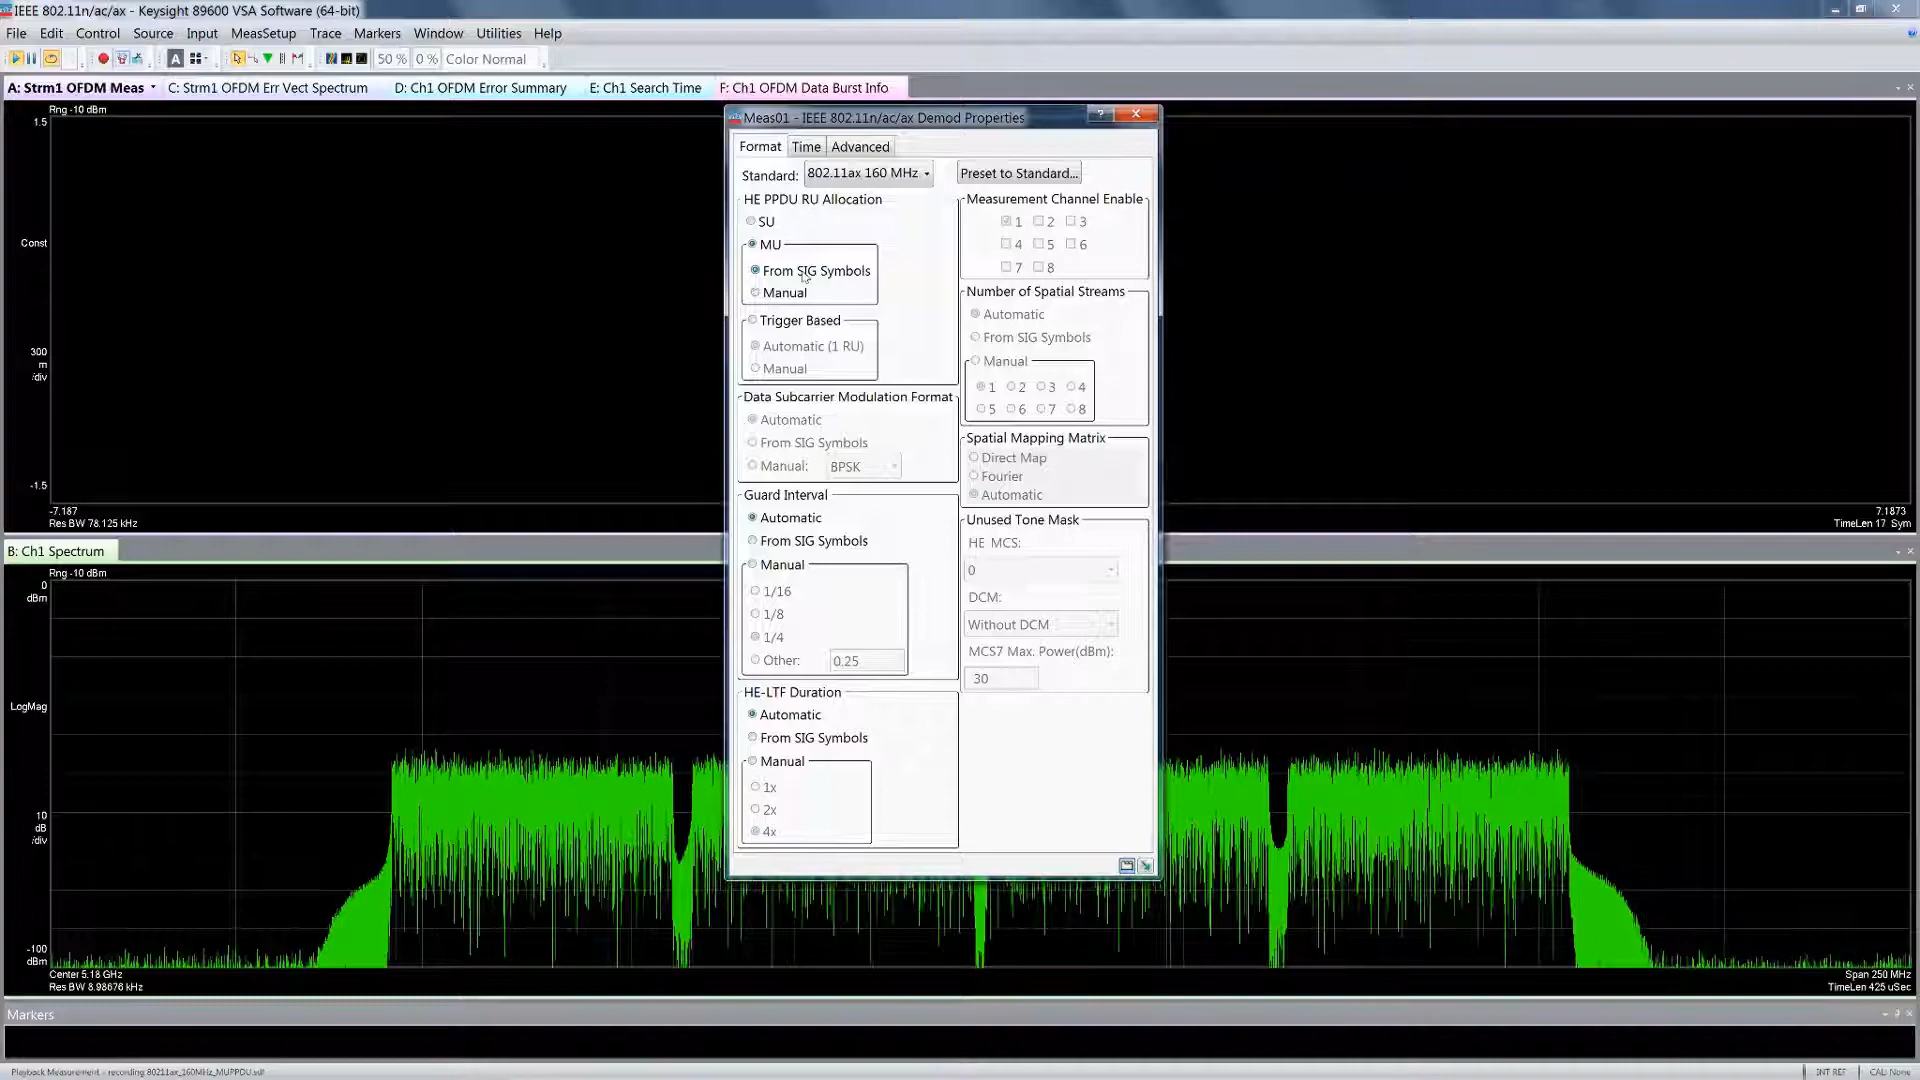 IEEE 802.11n/ac/ax - Keysight 89600 VSA Software (64-bit)
File Edit Control Source Input MeasSetup Trace Markers Window Utilities Help
A 50 % 0 % Color Normal
A: Strm1 OFDM Meas C: Strm1 OFDM Err Vect Spectrum D: Ch1 OFDM Error Summary E: Ch1 Search Time F: Ch1 OFDM Data Burst Info
Rng -10 dBm
1.5
Const
300
m
/div
-1.5
-7.187
Res BW 78.125 kHz
7.1873
TimeLen 17 Sym
Meas01 - IEEE 802.11n/ac/ax Demod Properties
Format Time Advanced
Standard: 802.11ax 160 MHz Preset to Standard...
HE PPDU RU Allocation
SU
MU
From SIG Symbols
Manual
Trigger Based
Automatic (1 RU)
Manual
Data Subcarrier Modulation Format
Automatic
From SIG Symbols
Manual: BPSK
Guard Interval
Automatic
From SIG Symbols
Manual
1/16
1/8
1/4
Other: 0.25
HE-LTF Duration
Automatic
From SIG Symbols
Manual
1x
2x
4x
Measurement Channel Enable
1 2 3
4 5 6
7 8
Number of Spatial Streams
Automatic
From SIG Symbols
Manual
1 2 3 4
5 6 7 8
Spatial Mapping Matrix
Direct Map
Fourier
Automatic
Unused Tone Mask
HE MCS:
0
DCM:
Without DCM
MCS7 Max. Power(dBm):
30
B: Ch1 Spectrum
Rng -10 dBm
0
dBm
LogMag
10
dB
/div
-100
dBm
Center 5.18 GHz
Res BW 8.98676 kHz
Span 250 MHz
TimeLen 425 uSec
Markers
Playback Measurement - recording 80211ax_160MHz_MUPPDU.sdf
INT REF CAL: None